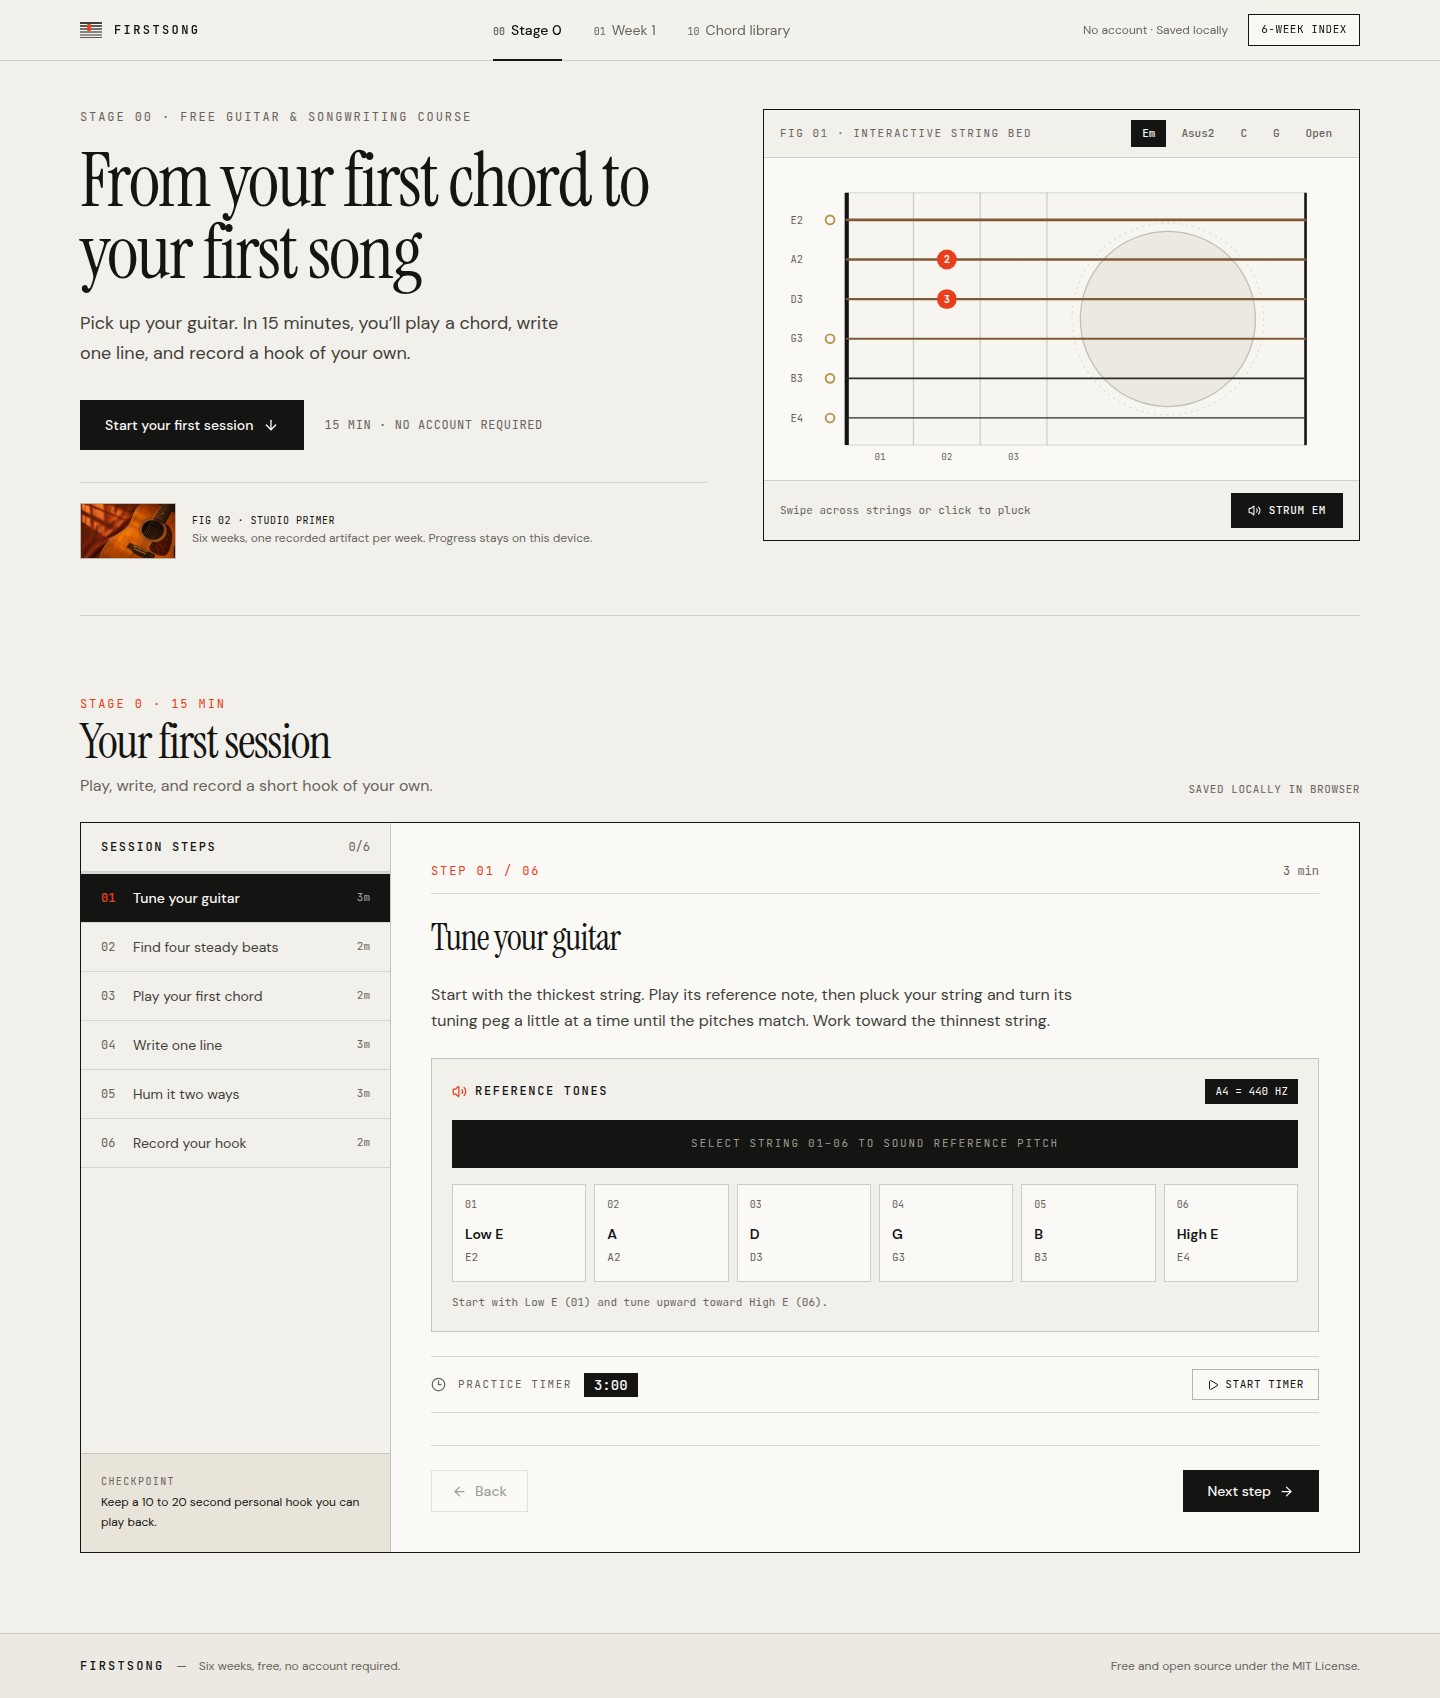 FIRSTSONG
00 Stage 0
01 Week 1
10 Chord library
No account · Saved locally
6-WEEK INDEX
STAGE 00 · FREE GUITAR & SONGWRITING COURSE
From your first chord to
your first song
Pick up your guitar. In 15 minutes, you’ll play a chord, write
one line, and record a hook of your own.
Start your first session
15 MIN · NO ACCOUNT REQUIRED
FIG 02 · STUDIO PRIMER
Six weeks, one recorded artifact per week. Progress stays on this device.
FIG 01 · INTERACTIVE STRING BED
Em Asus2 C G Open
E2
A2 2
D3 3
G3
B3
E4
01 02 03
Swipe across strings or click to pluck
STRUM EM
STAGE 0 · 15 MIN
Your first session
Play, write, and record a short hook of your own.
SAVED LOCALLY IN BROWSER
SESSION STEPS 0/6
01 Tune your guitar 3m
02 Find four steady beats 2m
03 Play your first chord 2m
04 Write one line 3m
05 Hum it two ways 3m
06 Record your hook 2m
CHECKPOINT
Keep a 10 to 20 second personal hook you can
play back.
STEP 01 / 06 3 min
Tune your guitar
Start with the thickest string. Play its reference note, then pluck your string and turn its
tuning peg a little at a time until the pitches match. Work toward the thinnest string.
REFERENCE TONES
A4 = 440 HZ
SELECT STRING 01–06 TO SOUND REFERENCE PITCH
01 02 03 04 05 06
Low E A D G B High E
E2 A2 D3 G3 B3 E4
Start with Low E (01) and tune upward toward High E (06).
PRACTICE TIMER 3:00
START TIMER
Back
Next step
FIRSTSONG — Six weeks, free, no account required.
Free and open source under the MIT License.